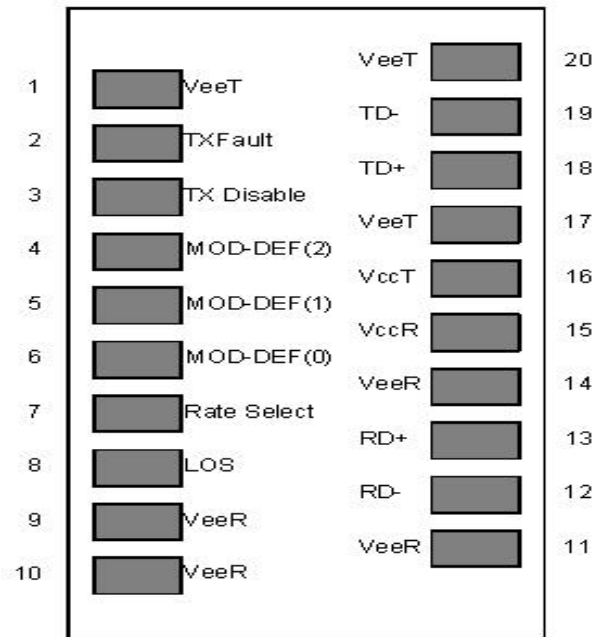 1 VeeT
2 TXFault
3 TX Disable
4 MOD-DEF(2)
5 MOD-DEF(1)
6 MOD-DEF(0)
7 Rate Select
8 LOS
9 VeeR
10 VeeR
VeeT 20
TD- 19
TD+ 18
VeeT 17
VccT 16
VccR 15
VeeR 14
RD+ 13
RD- 12
VeeR 11